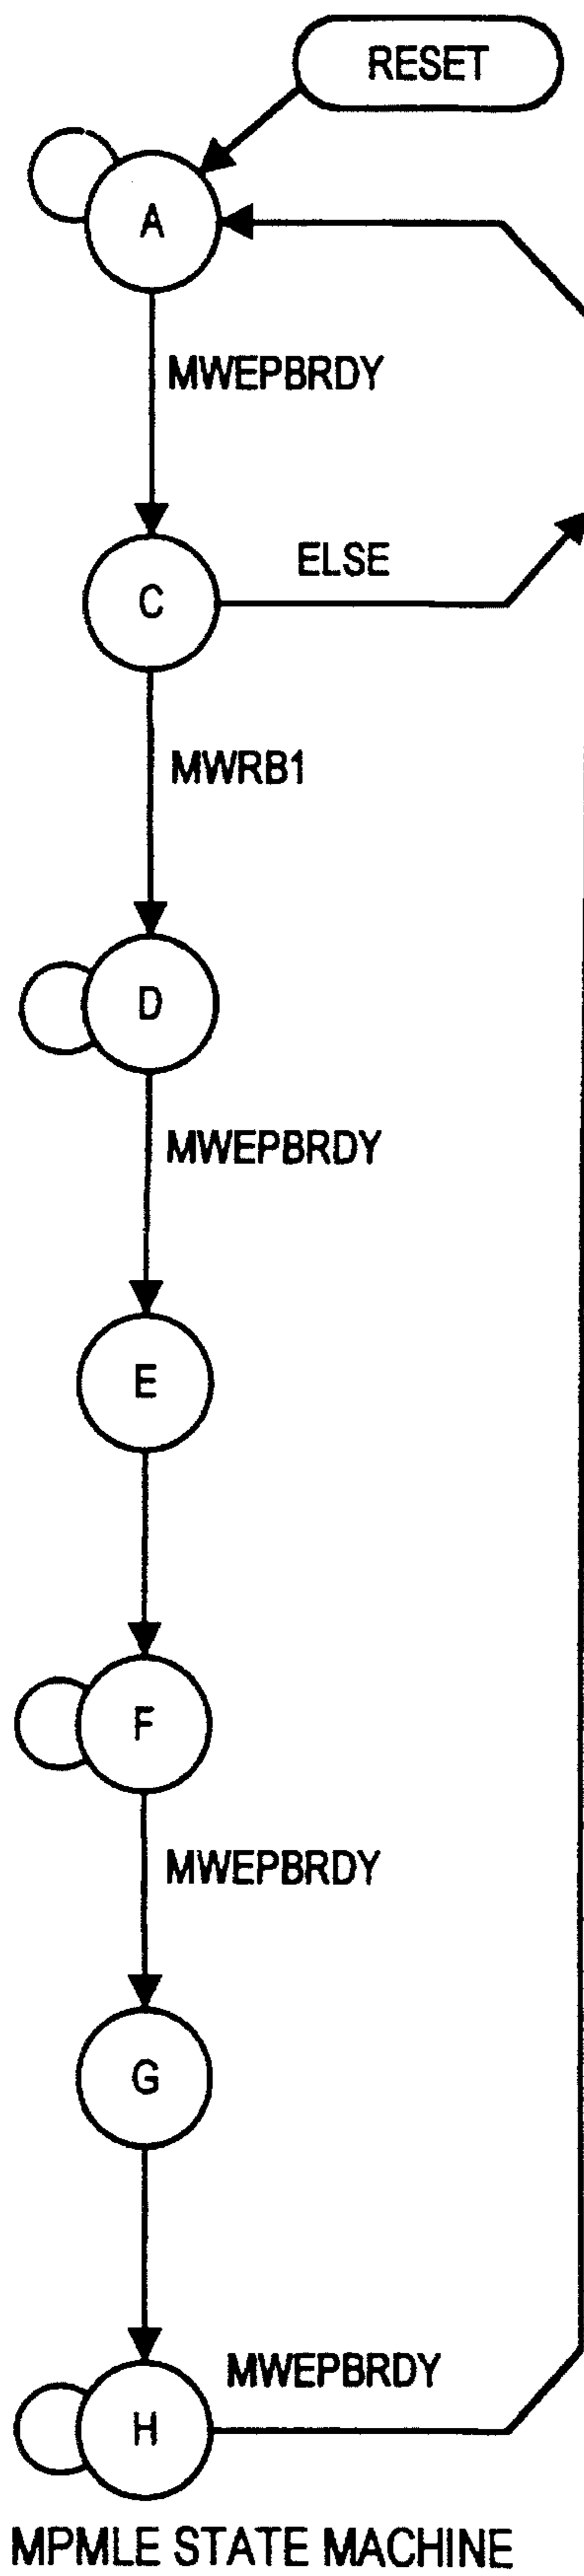 RESET
A
MWEPBRDY
C
ELSE
MWRB1
D
MWEPBRDY
E
F
MWEPBRDY
G
MWEPBRDY
H
MPMLE STATE MACHINE